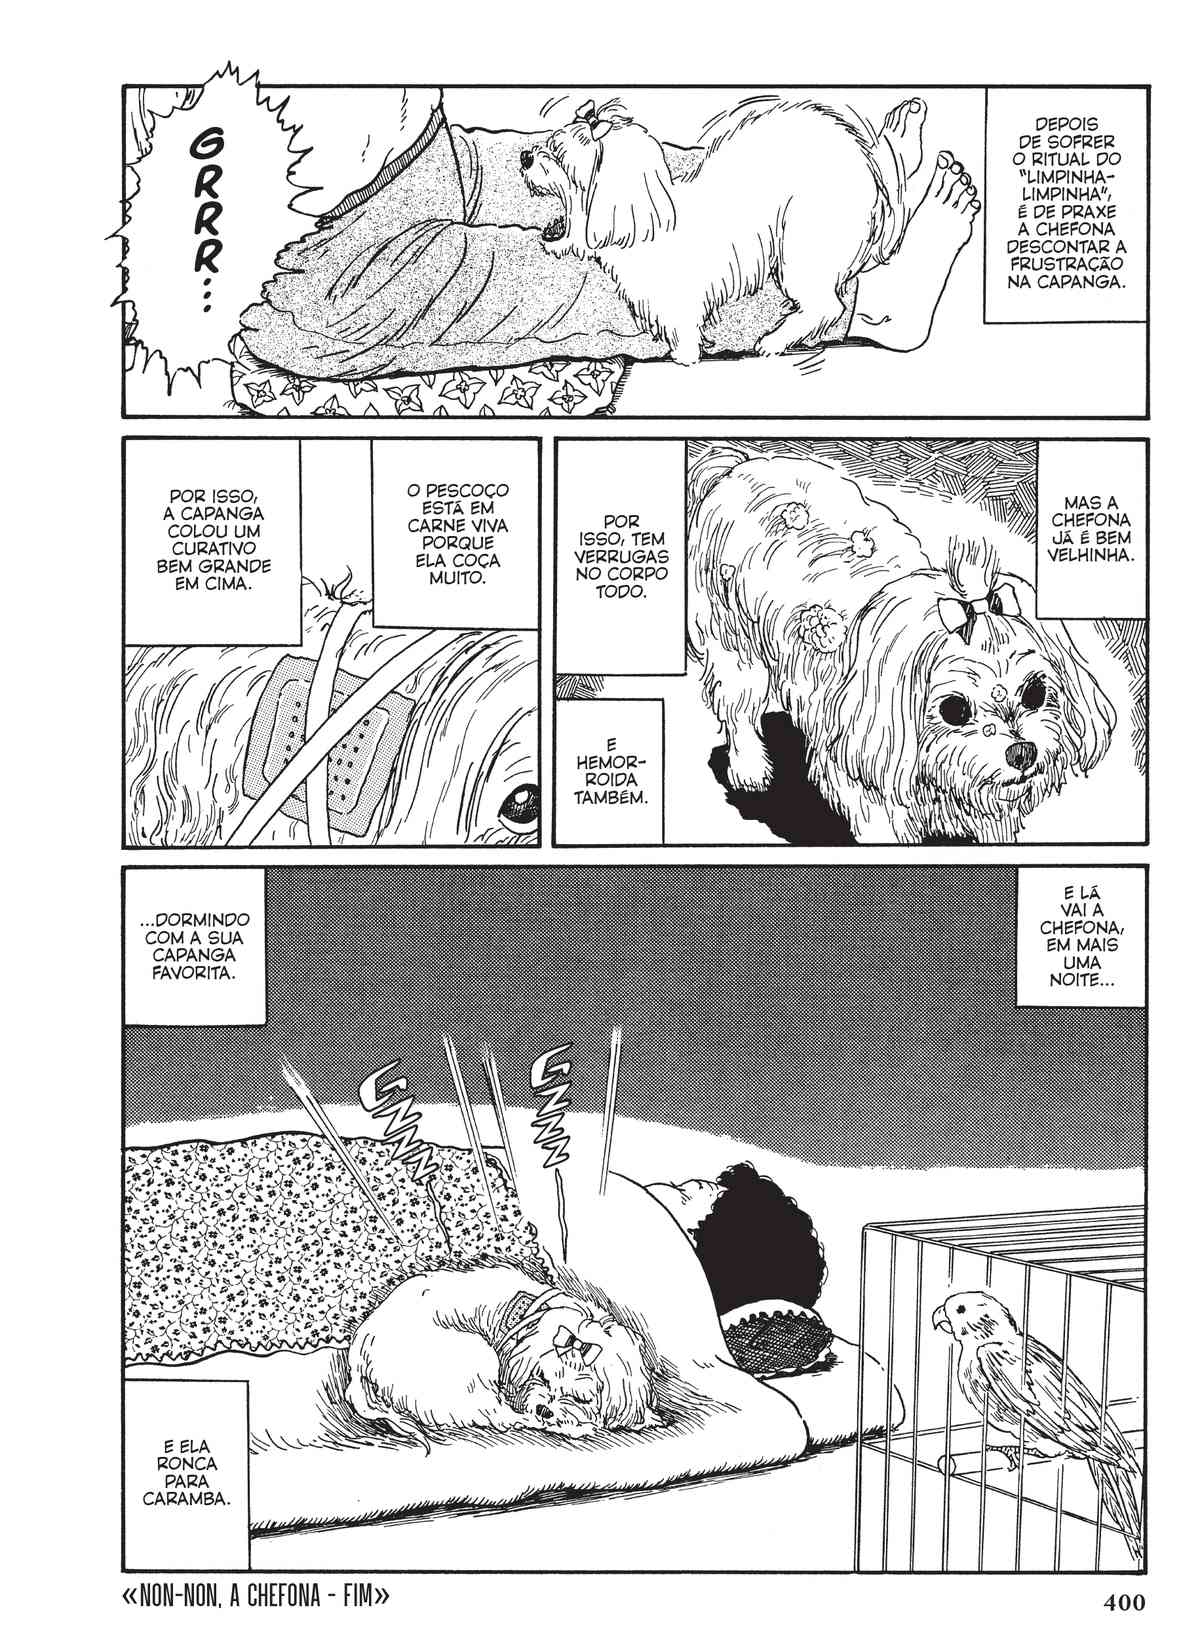 DEPOIS
DE SOFRER
O RITUAL DO
"LIMPINHA-
LIMPINHA",
É DE PRAXE
A CHEFONA
DESCONTAR A
FRUSTRAÇÃO
NA CAPANGA.
GRRR...
MAS A
CHEFONA
JÁ É BEM
VELHINHA.
POR
ISSO, TEM
VERRUGAS
NO CORPO
TODO.
E
HEMOR-
ROIDA
TAMBÉM.
O PESCOÇO
ESTÁ EM
CARNE VIVA
PORQUE
ELA COÇA
MUITO.
POR ISSO,
A CAPANGA
COLOU UM
CURATIVO
BEM GRANDE
EM CIMA.
E LÁ
VAI A
CHEFONA,
EM MAIS
UMA
NOITE...
...DORMINDO
COM A SUA
CAPANGA
FAVORITA.
GNNN
GNNNN
E ELA
RONCA
PARA
CARAMBA.
«NON-NON, A CHEFONA - FIM»
400